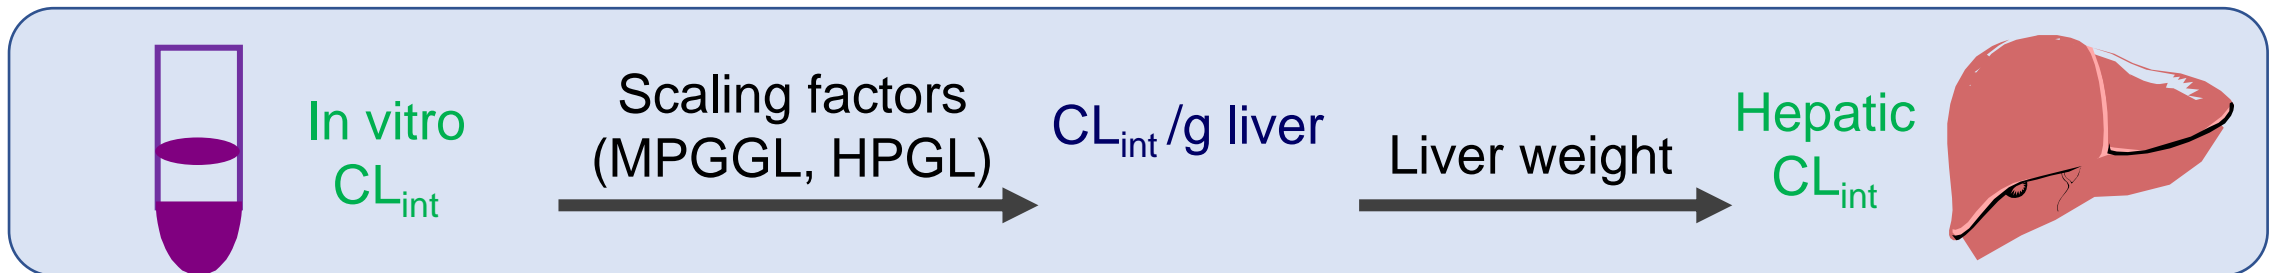 In vitro
CLint
Scaling factors
(MPGGL, HPGL)
CLint /g liver
Liver weight
Hepatic
CLint